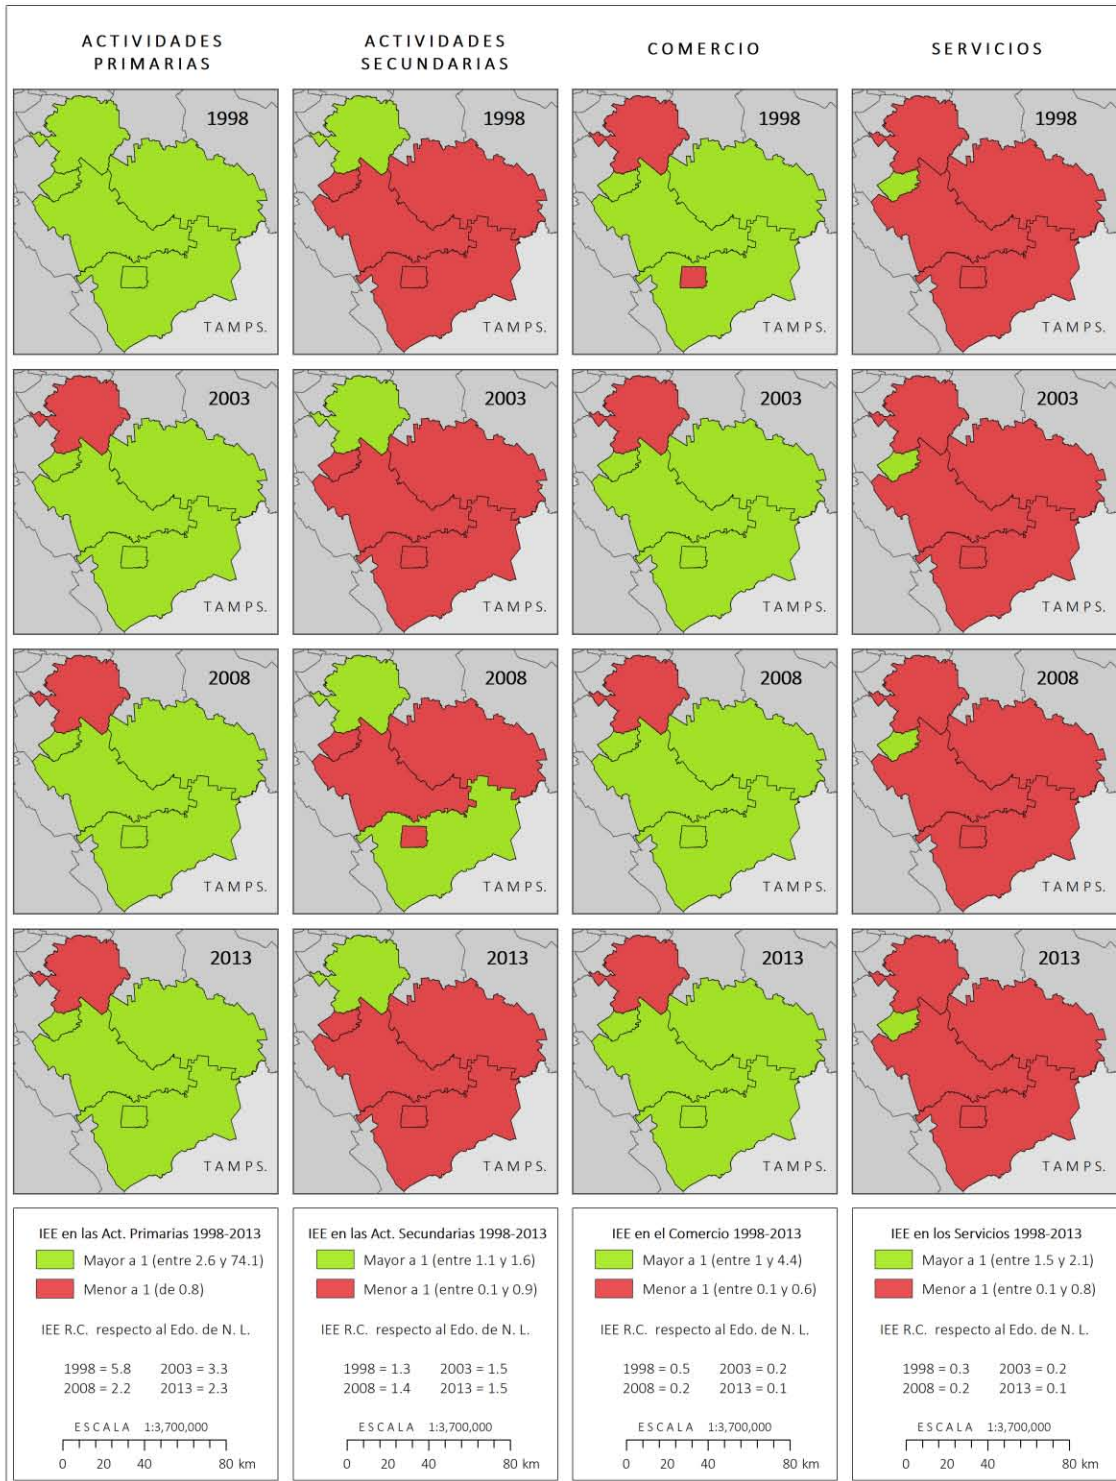 ACTIVIDADES
PRIMARIAS
ACTIVIDADES
SECUNDARIAS
COMERCIO
SERVICIOS
1998
TAMPS.
1998
TAMPS.
1998
TAMPS.
1998
TAMPS.
2003
TAMPS.
2003
TAMPS.
2003
TAMPS.
2003
TAMPS.
2008
TAMPS.
2008
TAMPS.
2008
TAMPS.
2008
TAMPS.
2013
TAMPS.
2013
TAMPS.
2013
TAMPS.
2013
TAMPS.
IEE en las Act. Primarias 1998-2013
Mayor a 1 (entre 2.6 y 74.1)
Menor a 1 (de 0.8)
IEE R.C. respecto al Edo. de N. L.
1998 = 5.8 2003 = 3.3
2008 = 2.2 2013 = 2.3
ESCALA 1:3,700,000
0 20 40 80 km
IEE en las Act. Secundarias 1998-2013
Mayor a 1 (entre 1.1 y 1.6)
Menor a 1 (entre 0.1 y 0.9)
IEE R.C. respecto al Edo. de N. L.
1998 = 1.3 2003 = 1.5
2008 = 1.4 2013 = 1.5
ESCALA 1:3,700,000
0 20 40 80 km
IEE en el Comercio 1998-2013
Mayor a 1 (entre 1 y 4.4)
Menor a 1 (entre 0.1 y 0.6)
IEE R.C. respecto al Edo. de N. L.
1998 = 0.5 2003 = 0.2
2008 = 0.2 2013 = 0.1
ESCALA 1:3,700,000
0 20 40 80 km
IEE en los Servicios 1998-2013
Mayor a 1 (entre 1.5 y 2.1)
Menor a 1 (entre 0.1 y 0.8)
IEE R.C. respecto al Edo. de N. L.
1998 = 0.3 2003 = 0.2
2008 = 0.2 2013 = 0.1
ESCALA 1:3,700,000
0 20 40 80 km